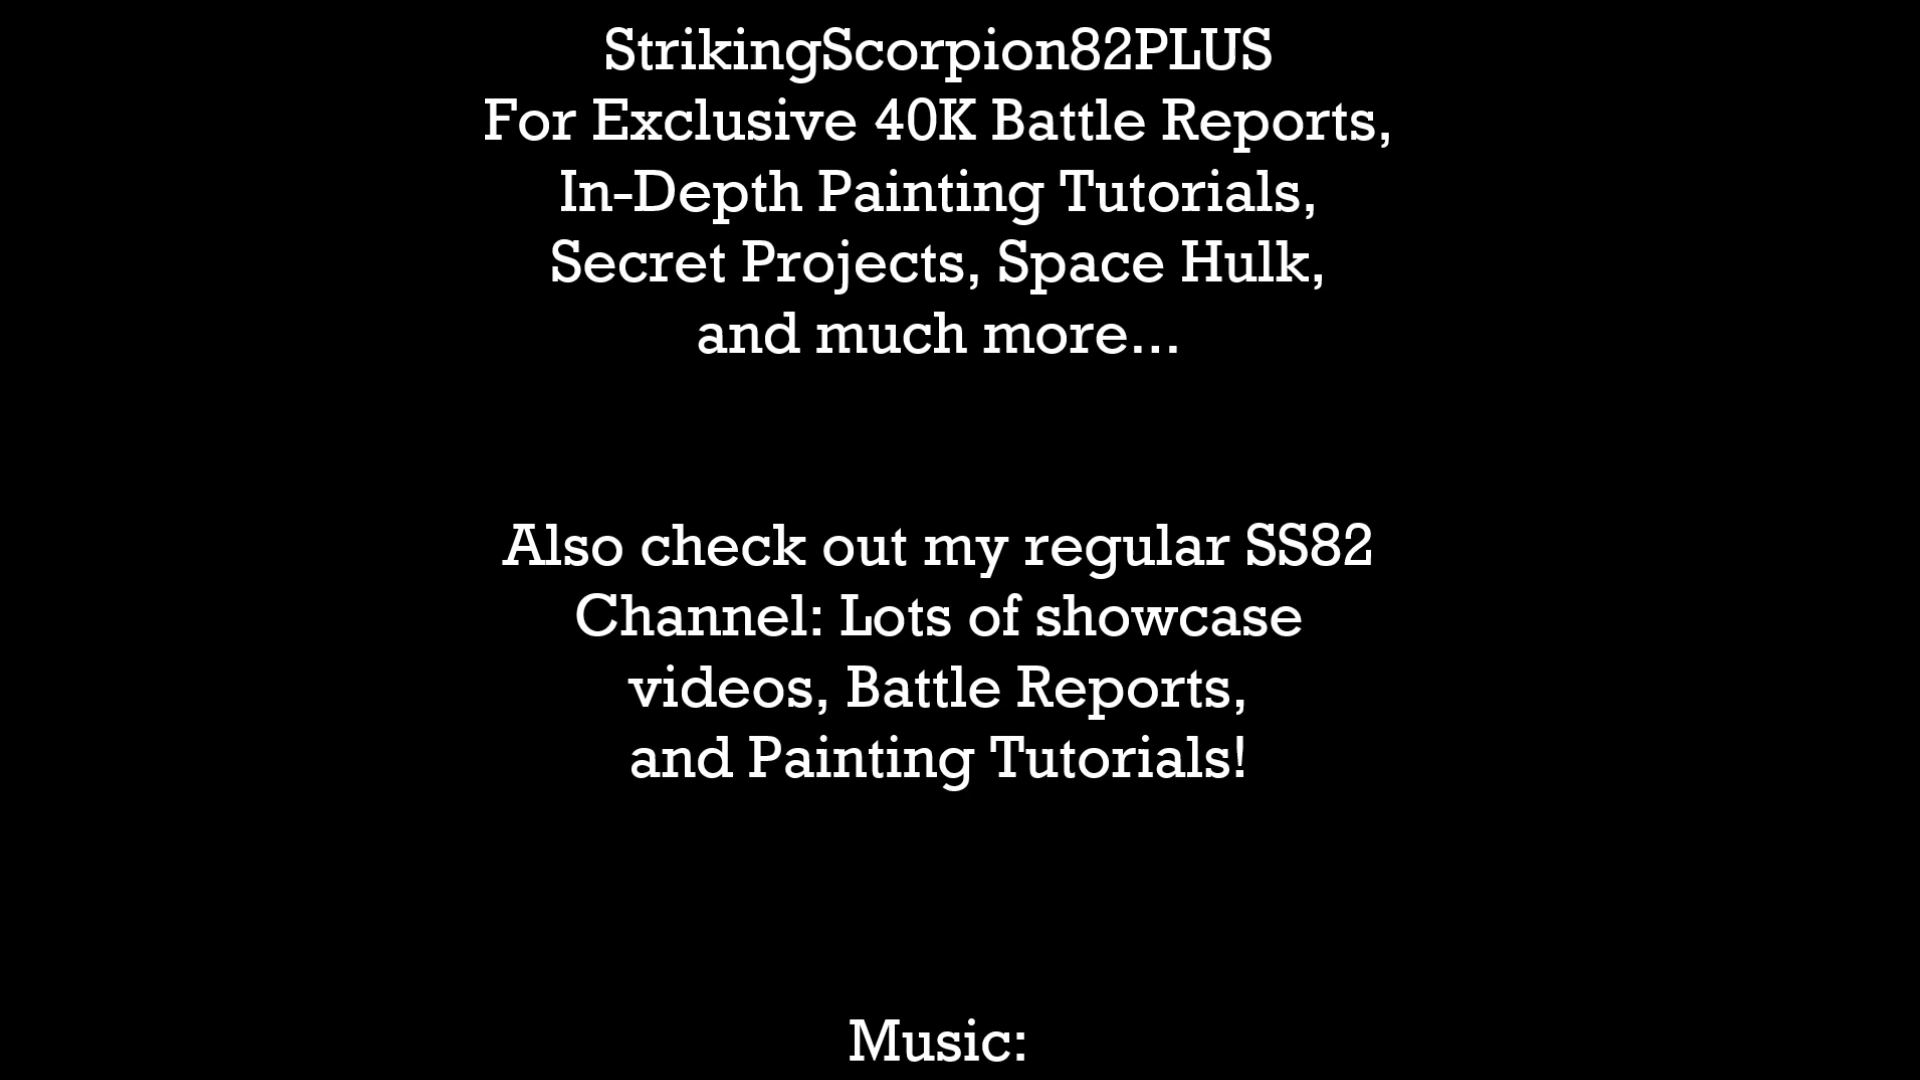 StrikingScorpion82PLUS
For Exclusive 40K Battle Reports,
In-Depth Painting Tutorials,
Secret Projects, Space Hulk,
and much more...
Also check out my regular SS82
Channel: Lots of showcase
videos, Battle Reports,
and Painting Tutorials!
Music: